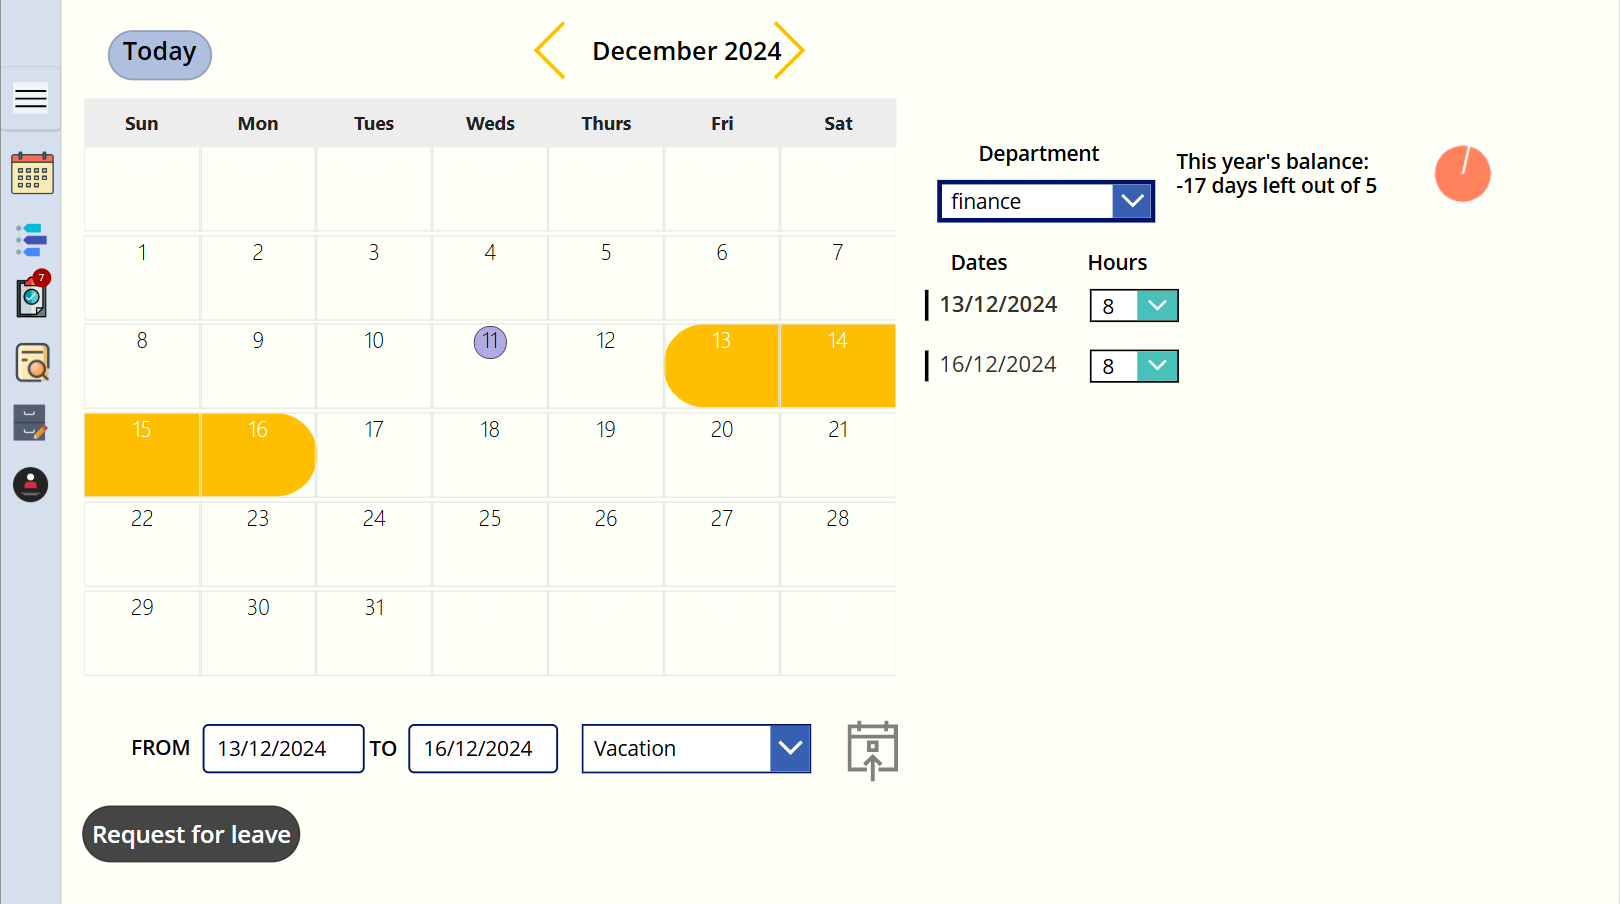 Today
December 2024
Sun Mon Tues Weds Thurs Fri Sat
1 2 3 4 5 6 7
8 9 10 11 12 13 14
15 16 17 18 19 20 21
22 23 24 25 26 27 28
29 30 31
FROM 13/12/2024 TO 16/12/2024 Vacation
Request for leave
Department
finance
This year's balance:
-17 days left out of 5
Dates Hours
13/12/2024 8
16/12/2024 8
7